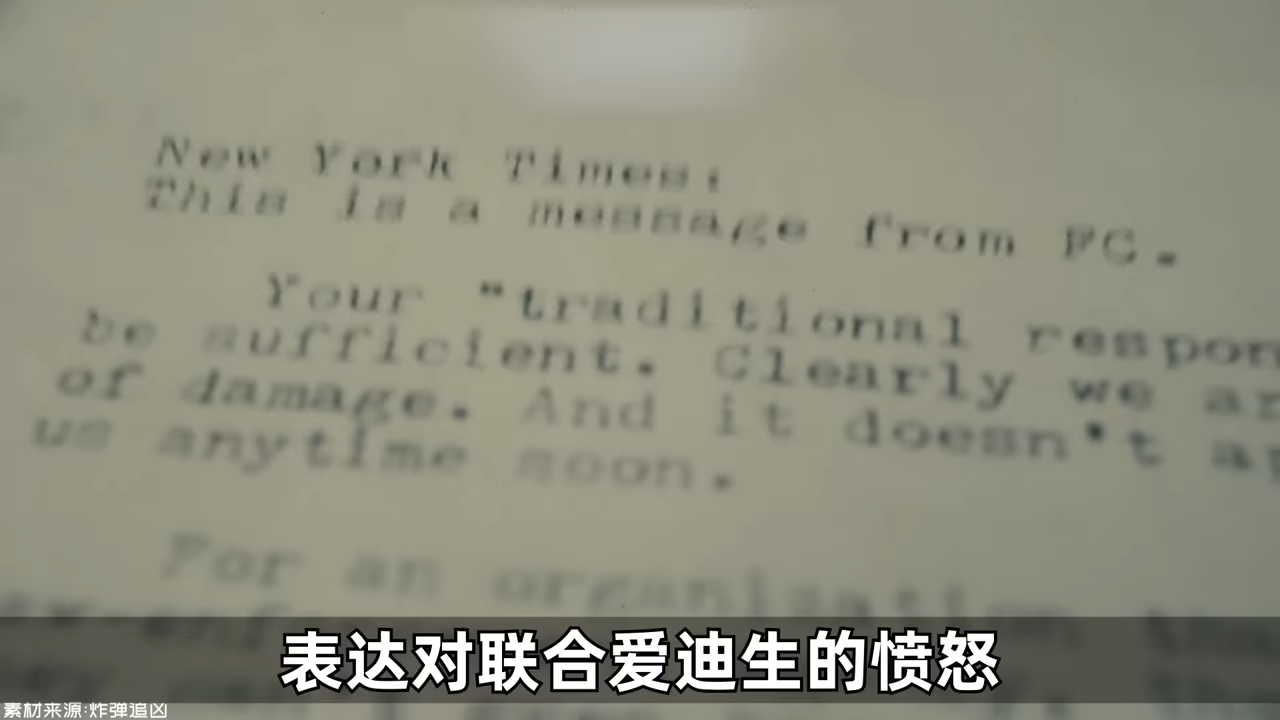 New York Times:
This is a message from FC.
Your "traditional respon
be sufficient. Clearly we ar
of damage. And it doesn't ap
us anytime soon.
For an organization
表达对联合爱迪生的愤怒
素材来源:炸弹追凶